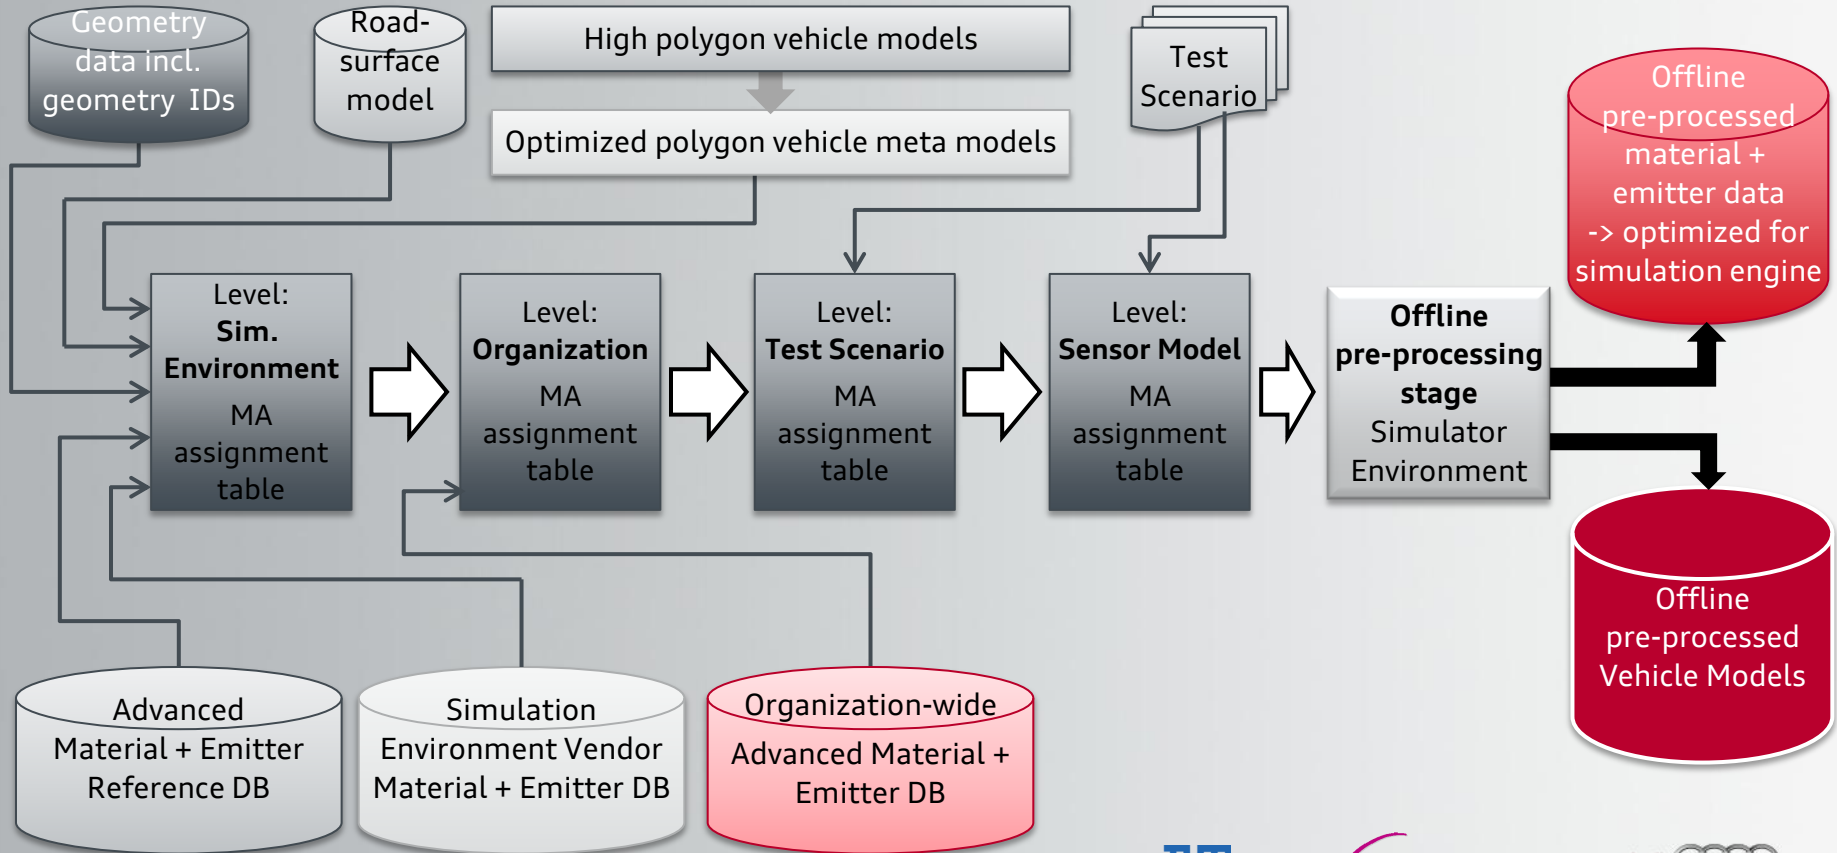 Geometry
data incl.
geometry IDs
Road-
surface
model
High polygon vehicle models
Optimized polygon vehicle meta models
Test
Scenario
Offline
pre-processed
material +
emitter data
-> optimized for
simulation engine
Level:
Sim.
Environment
MA
assignment
table
Level:
Organization
MA
assignment
table
Level:
Test Scenario
MA
assignment
table
Level:
Sensor Model
MA
assignment
table
Offline
pre-processing
stage
Simulator
Environment
Offline
pre-processed
Vehicle Models
Advanced
Material + Emitter
Reference DB
Simulation
Environment Vendor
Material + Emitter DB
Organization-wide
Advanced Material +
Emitter DB